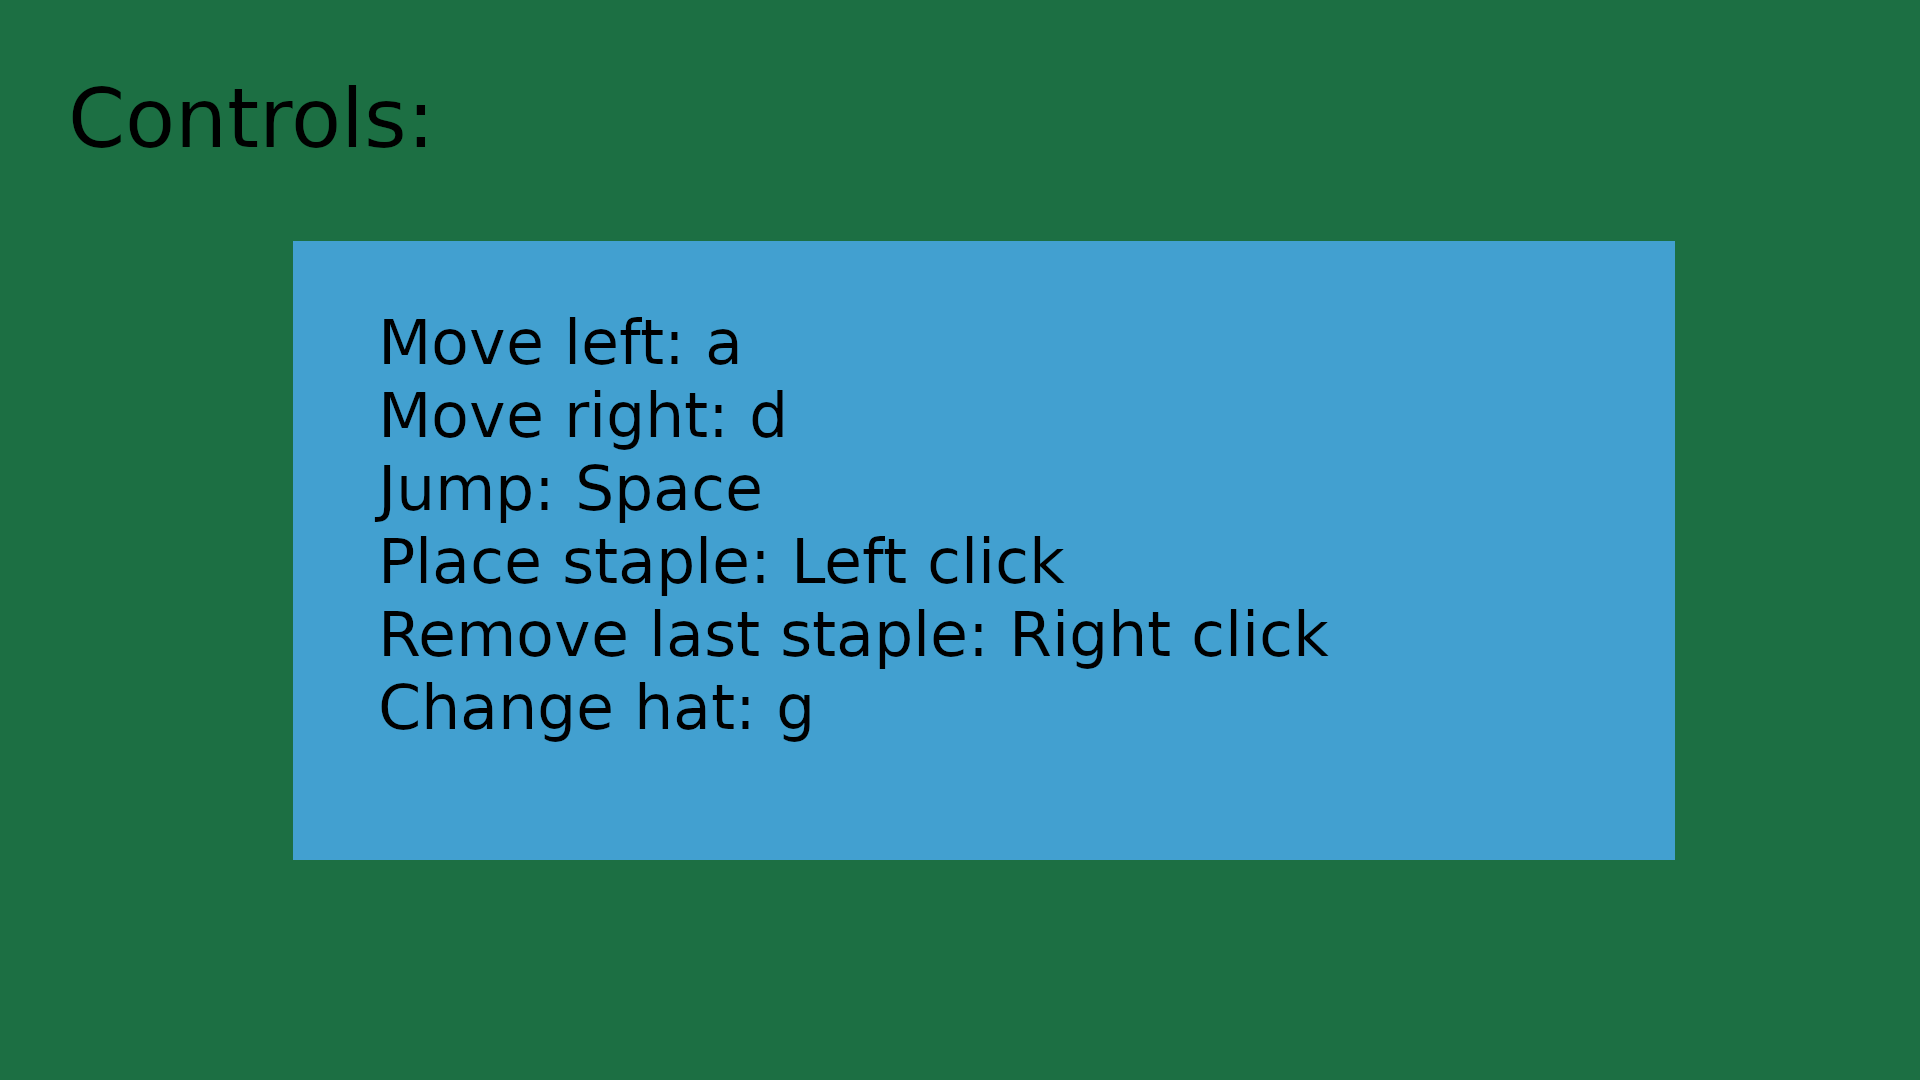 Controls:
Move left: a
Move right: d
Jump: Space
Place staple: Left click
Remove last staple: Right click
Change hat: g